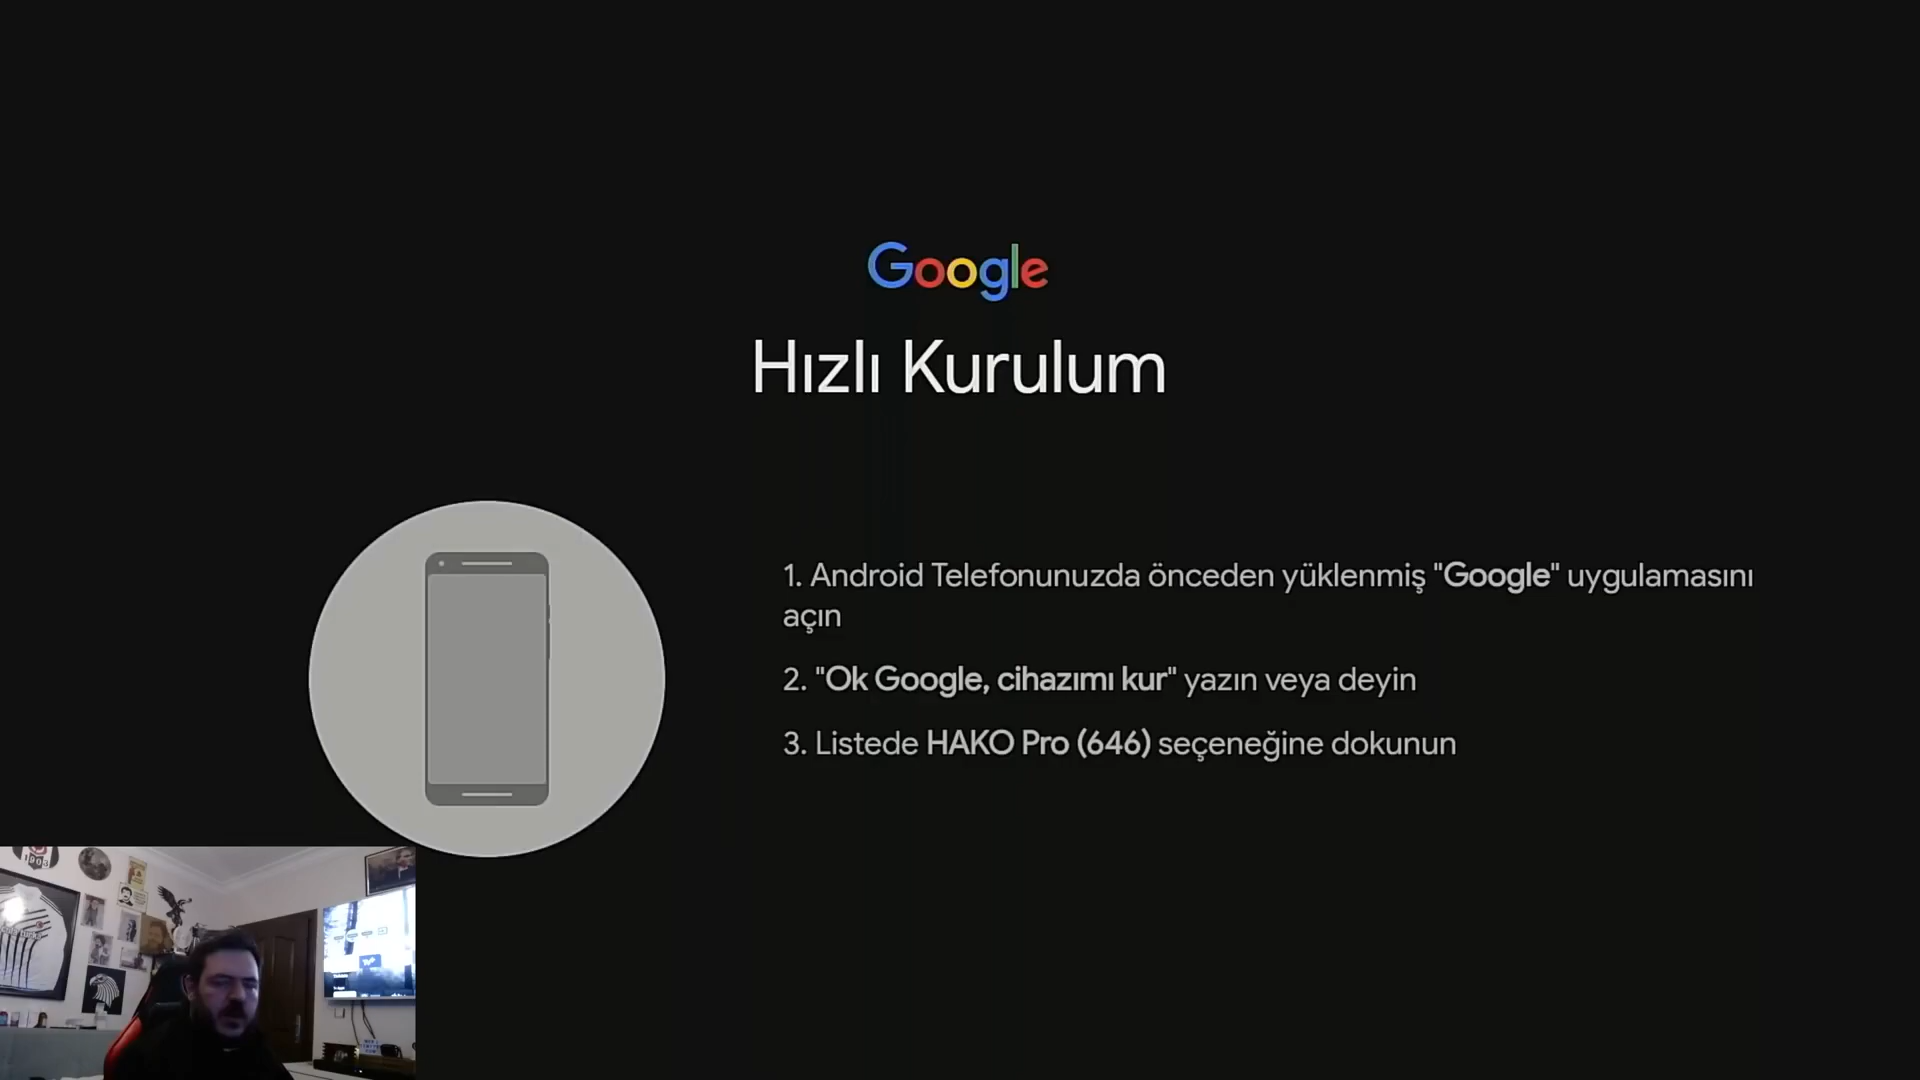 Google
Hızlı Kurulum
1. Android Telefonunuzda önceden yüklenmiş "Google" uygulamasını
açın
2. "Ok Google, cihazımı kur" yazın veya deyin
3. Listede HAKO Pro (646) seçeneğine dokunun
1903